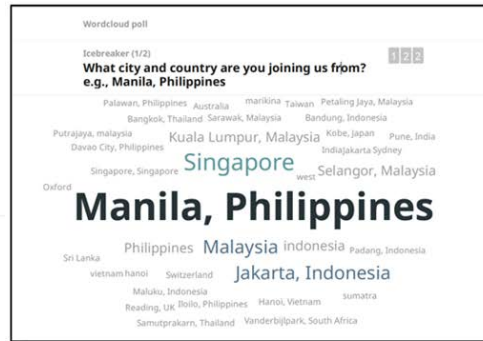 Wordcloud poll
Icebreaker (1/2)
What city and country are you joining us from?
1 2 2
e.g., Manila, Philippines
Palawan, Philippines Australia marikina Taiwan Petaling Jaya, Malaysia
Bangkok, Thailand Sarawak, Malaysia Bandung, Indonesia
Putrajaya, malaysia Kuala Lumpur, Malaysia Kobe, Japan Pune, India
Davao City, Philippines Singapore India Jakarta Sydney
Singapore, Singapore west Selangor, Malaysia
Oxford
Manila, Philippines
Philippines Malaysia indonesia Padang, Indonesia
Sri Lanka
vietnam hanoi Switzerland Jakarta, Indonesia
Maluku, Indonesia sumatra
Reading, UK Iloilo, Philippines Hanoi, Vietnam
Samutprakarn, Thailand Vanderbijlpark, South Africa